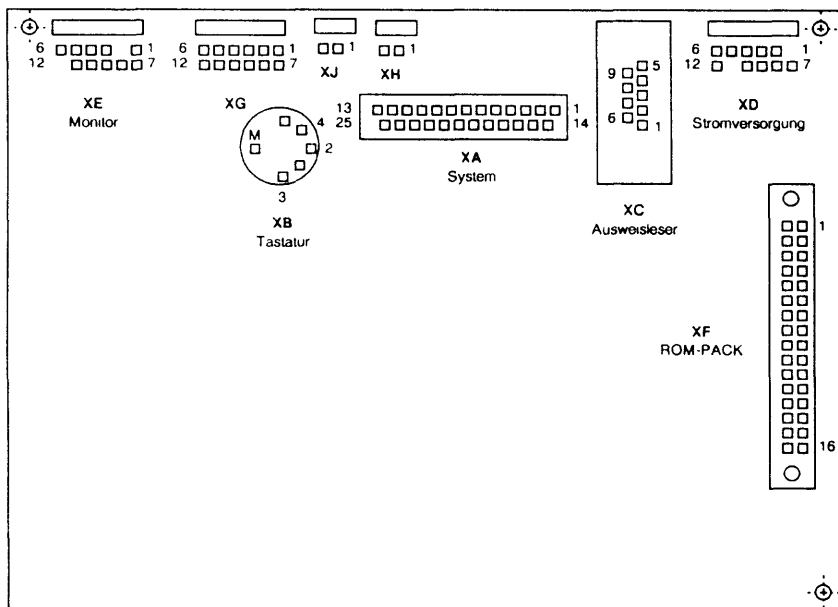 6 1
12 7
XE
Monitor
6 1
12 7
XG
1
XJ
1
XH
13 1
25 14
XA
System
M 4
2
3
XB
Tastatur
9 5
6 1
XC
Ausweisleser
6 1
12 7
XD
Stromversorgung
1
XF
ROM-PACK
16